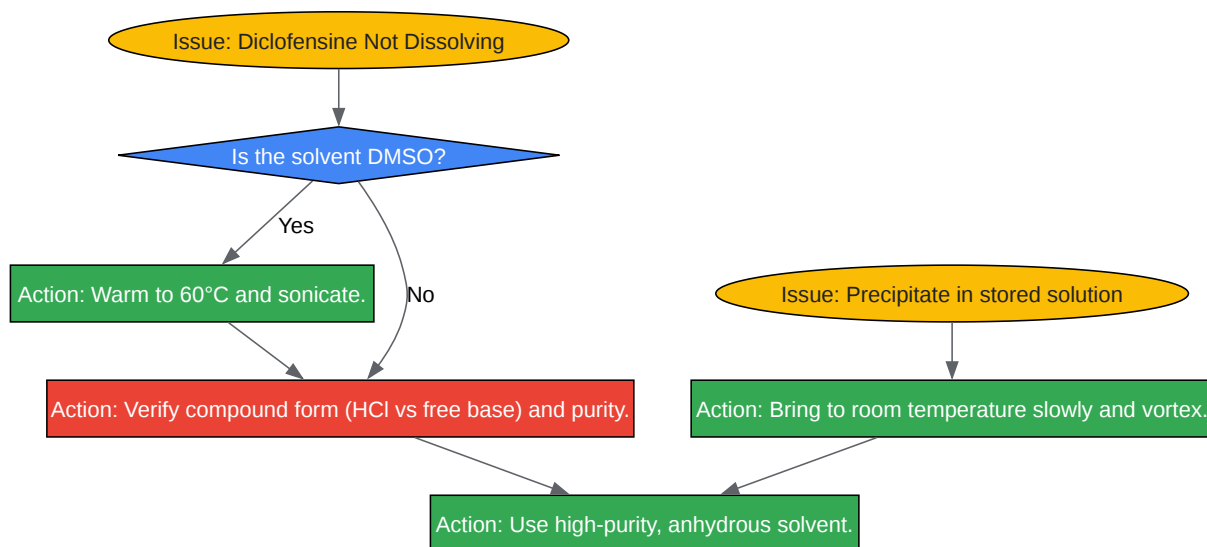 Issue: Diclofensine Not Dissolving
Is the solvent DMSO?
Yes
No
Action: Warm to 60°C and sonicate.
Issue: Precipitate in stored solution
Action: Verify compound form (HCl vs free base) and purity.
Action: Bring to room temperature slowly and vortex.
Action: Use high-purity, anhydrous solvent.